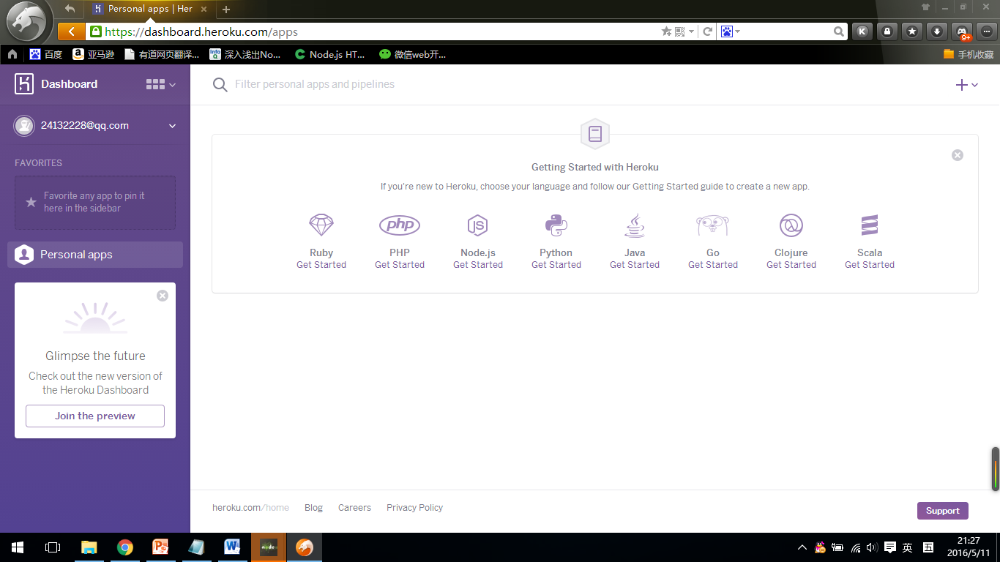 Personal apps | Her
https://dashboard.heroku.com/apps
K
9+
百度
a
亚马逊
有道网页翻译...
InfoQ
深入浅出No...
Node.js HT...
微信web开...
手机收藏
Dashboard
Filter personal apps and pipelines
24132228@qq.com
FAVORITES
Favorite any app to pin it
here in the sidebar
Personal apps
Glimpse the future
Check out the new version of
the Heroku Dashboard
Join the preview
Getting Started with Heroku
If you're new to Heroku, choose your language and follow our Getting Started guide to create a new app.
php
JS
Ruby PHP Node.js Python Java Go Clojure Scala
Get Started Get Started Get Started Get Started Get Started Get Started Get Started Get Started
heroku.com/home Blog Careers Privacy Policy
Support
node
英
五
21:27
2016/5/11